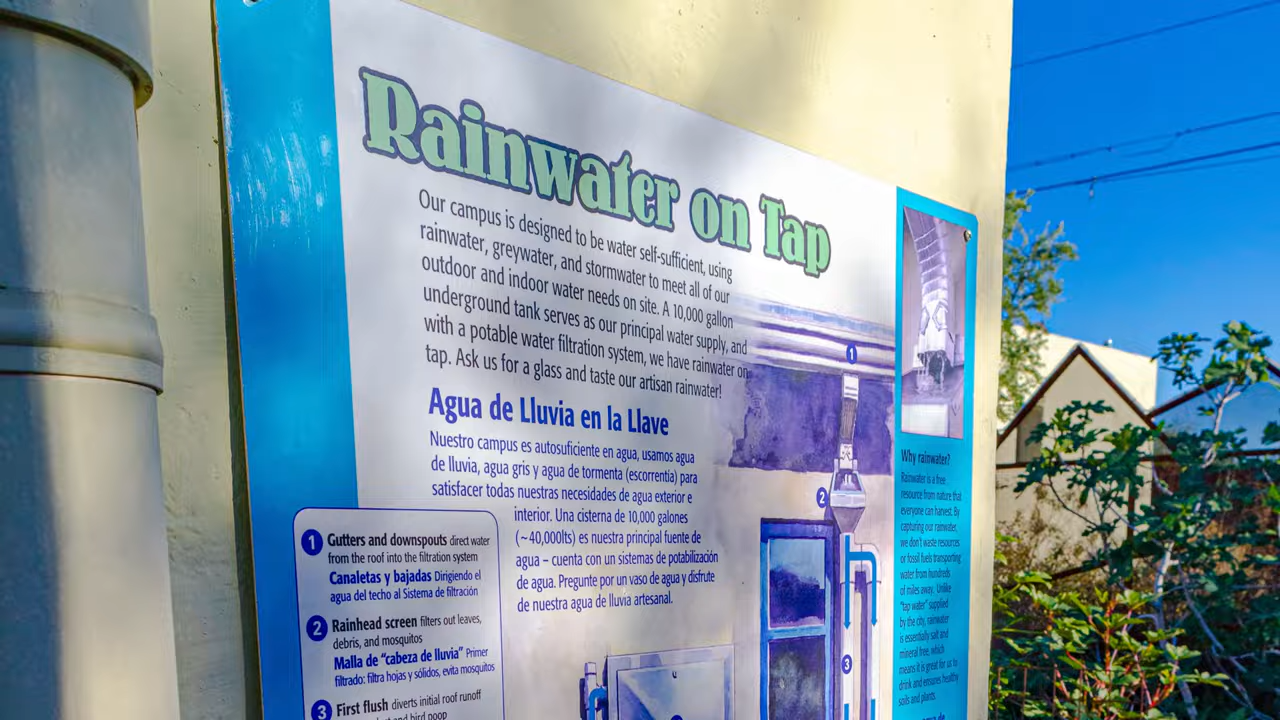 Rainwater on Tap
Our campus is designed to be water self-sufficient, using
rainwater, greywater, and stormwater to meet all of our
outdoor and indoor water needs on site. A 10,000 gallon
underground tank serves as our principal water supply, and
with a potable water filtration system, we have rainwater on
tap. Ask us for a glass and taste our artisan rainwater!
Agua de Lluvia en la Llave
Nuestro campus es autosuficiente en agua, usamos agua
de lluvia, agua gris y agua de tormenta (escorrentia) para
satisfacer todas nuestras necesidades de agua exterior e
interior. Una cisterna de 10,000 galones
(~40,000lts) es nuestra principal fuente de
agua – cuenta con un sistemas de potabilización
de agua. Pregunte por un vaso de agua y disfrute
de nuestra agua de lluvia artesanal.
1 Gutters and downspouts direct water
from the roof into the filtration system
Canaletas y bajadas Dirigiendo el
agua del techo al Sistema de filtración
2 Rainhead screen filters out leaves,
debris, and mosquitos
Malla de “cabeza de lluvia” Primer
filtrado: filtra hojas y sólidos, evita mosquitos
3 First flush diverts initial roof runoff
and bird poop
1
2
3
Why rainwater?
Rainwater is a free
resource from nature that
everyone can harvest. By
capturing our rainwater,
we don't waste resources
or fossil fuels transporting
water from hundreds
of miles away. Unlike
"tap water" supplied
by the city, rainwater
is essentially salt and
mineral free, which
means it is great for us to
drink and ensures healthy
soils and plants.